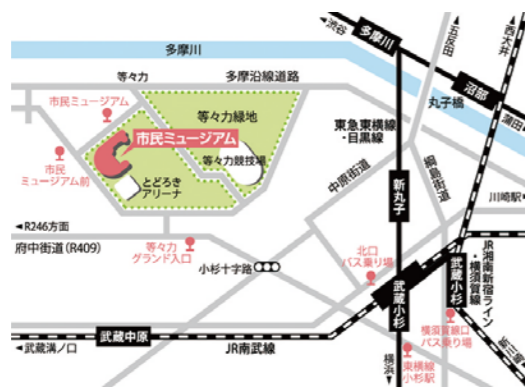 渋谷
多摩川
五反田
西大井
多摩川
等々力
多摩沿線道路
沼部
丸子橋
蒲田
市民ミュージアム
等々力緑地
東急東横線
・目黒線
市民ミュージアム
等々力競技場
市民
ミュージアム前
とどろき
アリーナ
中原街道
綱島街道
新丸子
川崎駅
R246方面
府中街道(R409)
等々力
グランド入口
小杉十字路
北口
バス乗り場
武蔵小杉
武蔵小杉
JR湘南新宿ライン
・横須賀線
横須賀線口
バス乗り場
武蔵中原
武蔵溝ノ口
JR南武線
横浜
東横線
小杉駅